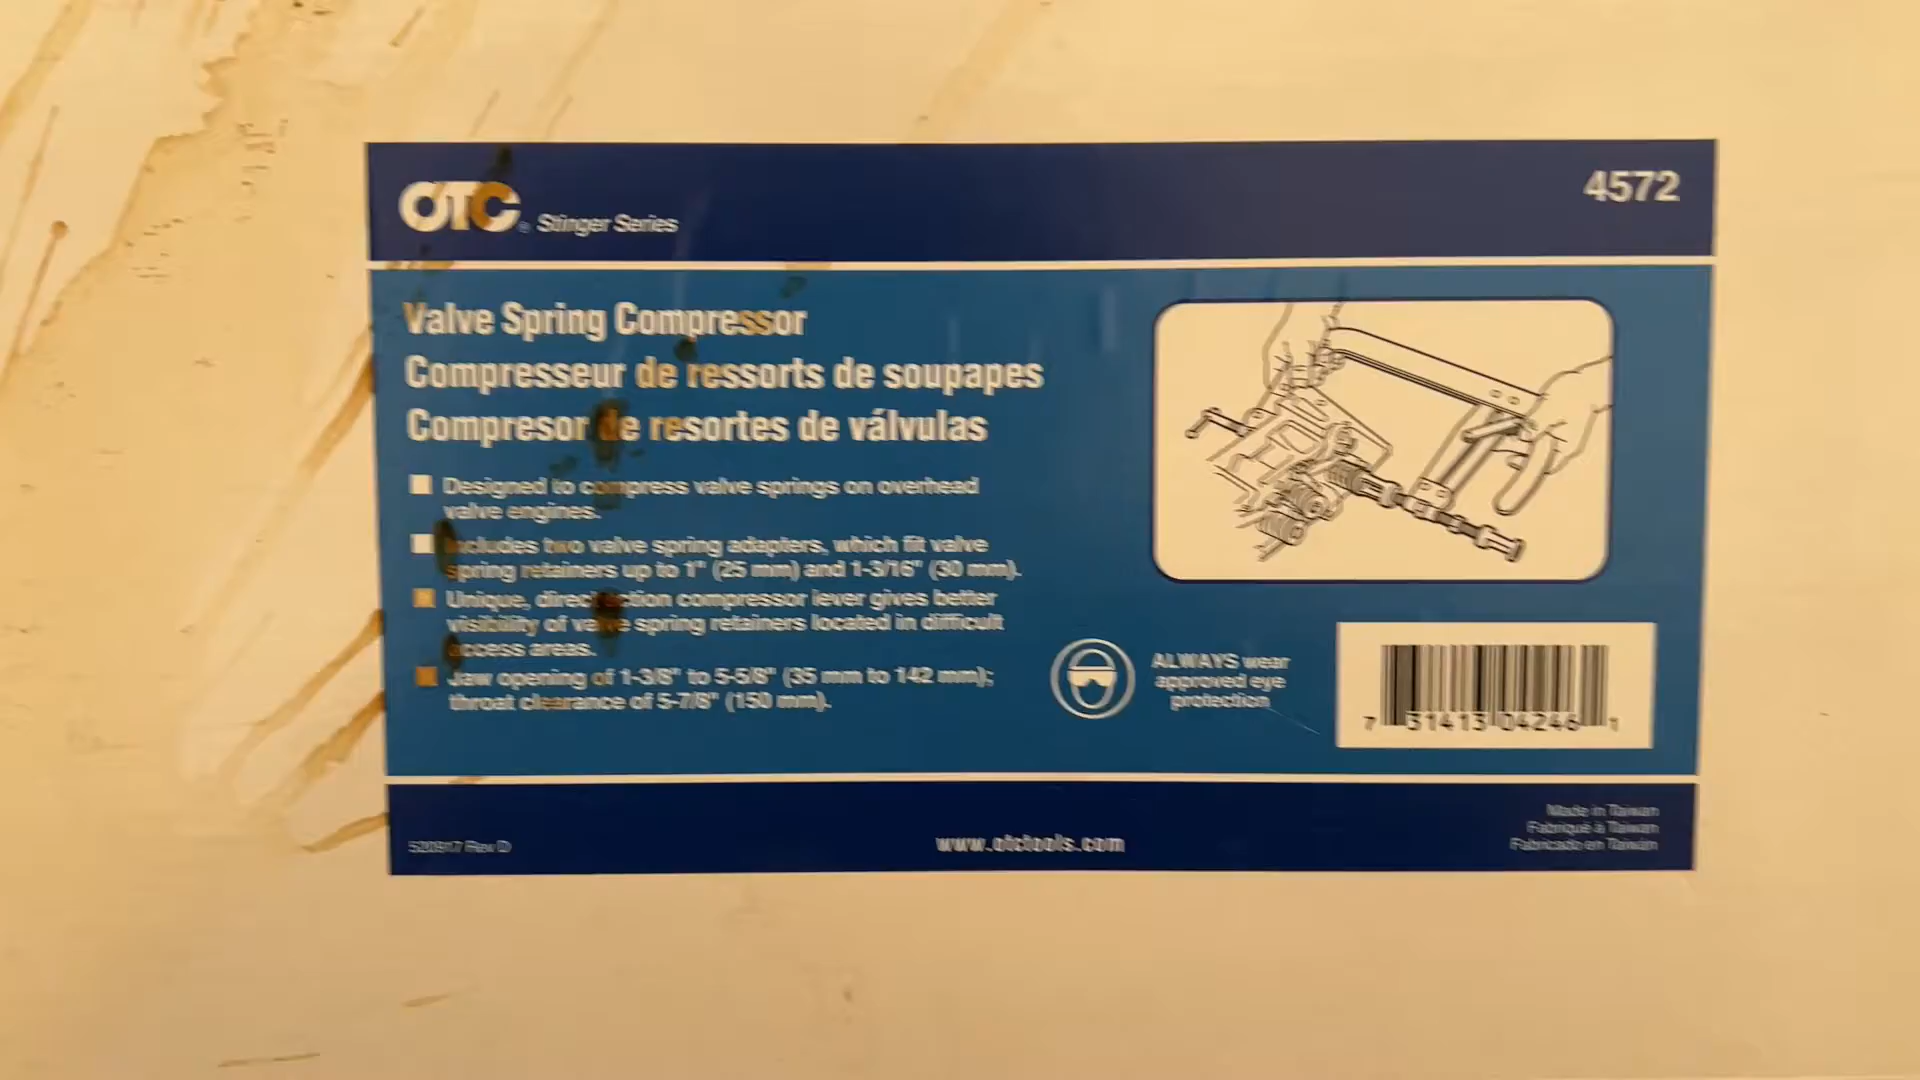 OTC® Stinger Series
4572
Valve Spring Compressor
Compresseur de ressorts de soupapes
Compresor de resortes de válvulas
Designed to compress valve springs on overhead
valve engines.
Includes two valve spring adapters, which fit valve
spring retainers up to 1" (25 mm) and 1-3/16" (30 mm).
Unique, direct-action compressor lever gives better
visibility of valve spring retainers located in difficult
access areas.
Jaw opening of 1-3/8" to 5-5/8" (35 mm to 142 mm);
throat clearance of 5-7/8" (150 mm).
ALWAYS wear
approved eye
protection
7 31413 04246 1
520917 Rev D
www.otctools.com
Made in Taiwan
Fabriqué à Taiwan
Fabricado en Taiwán